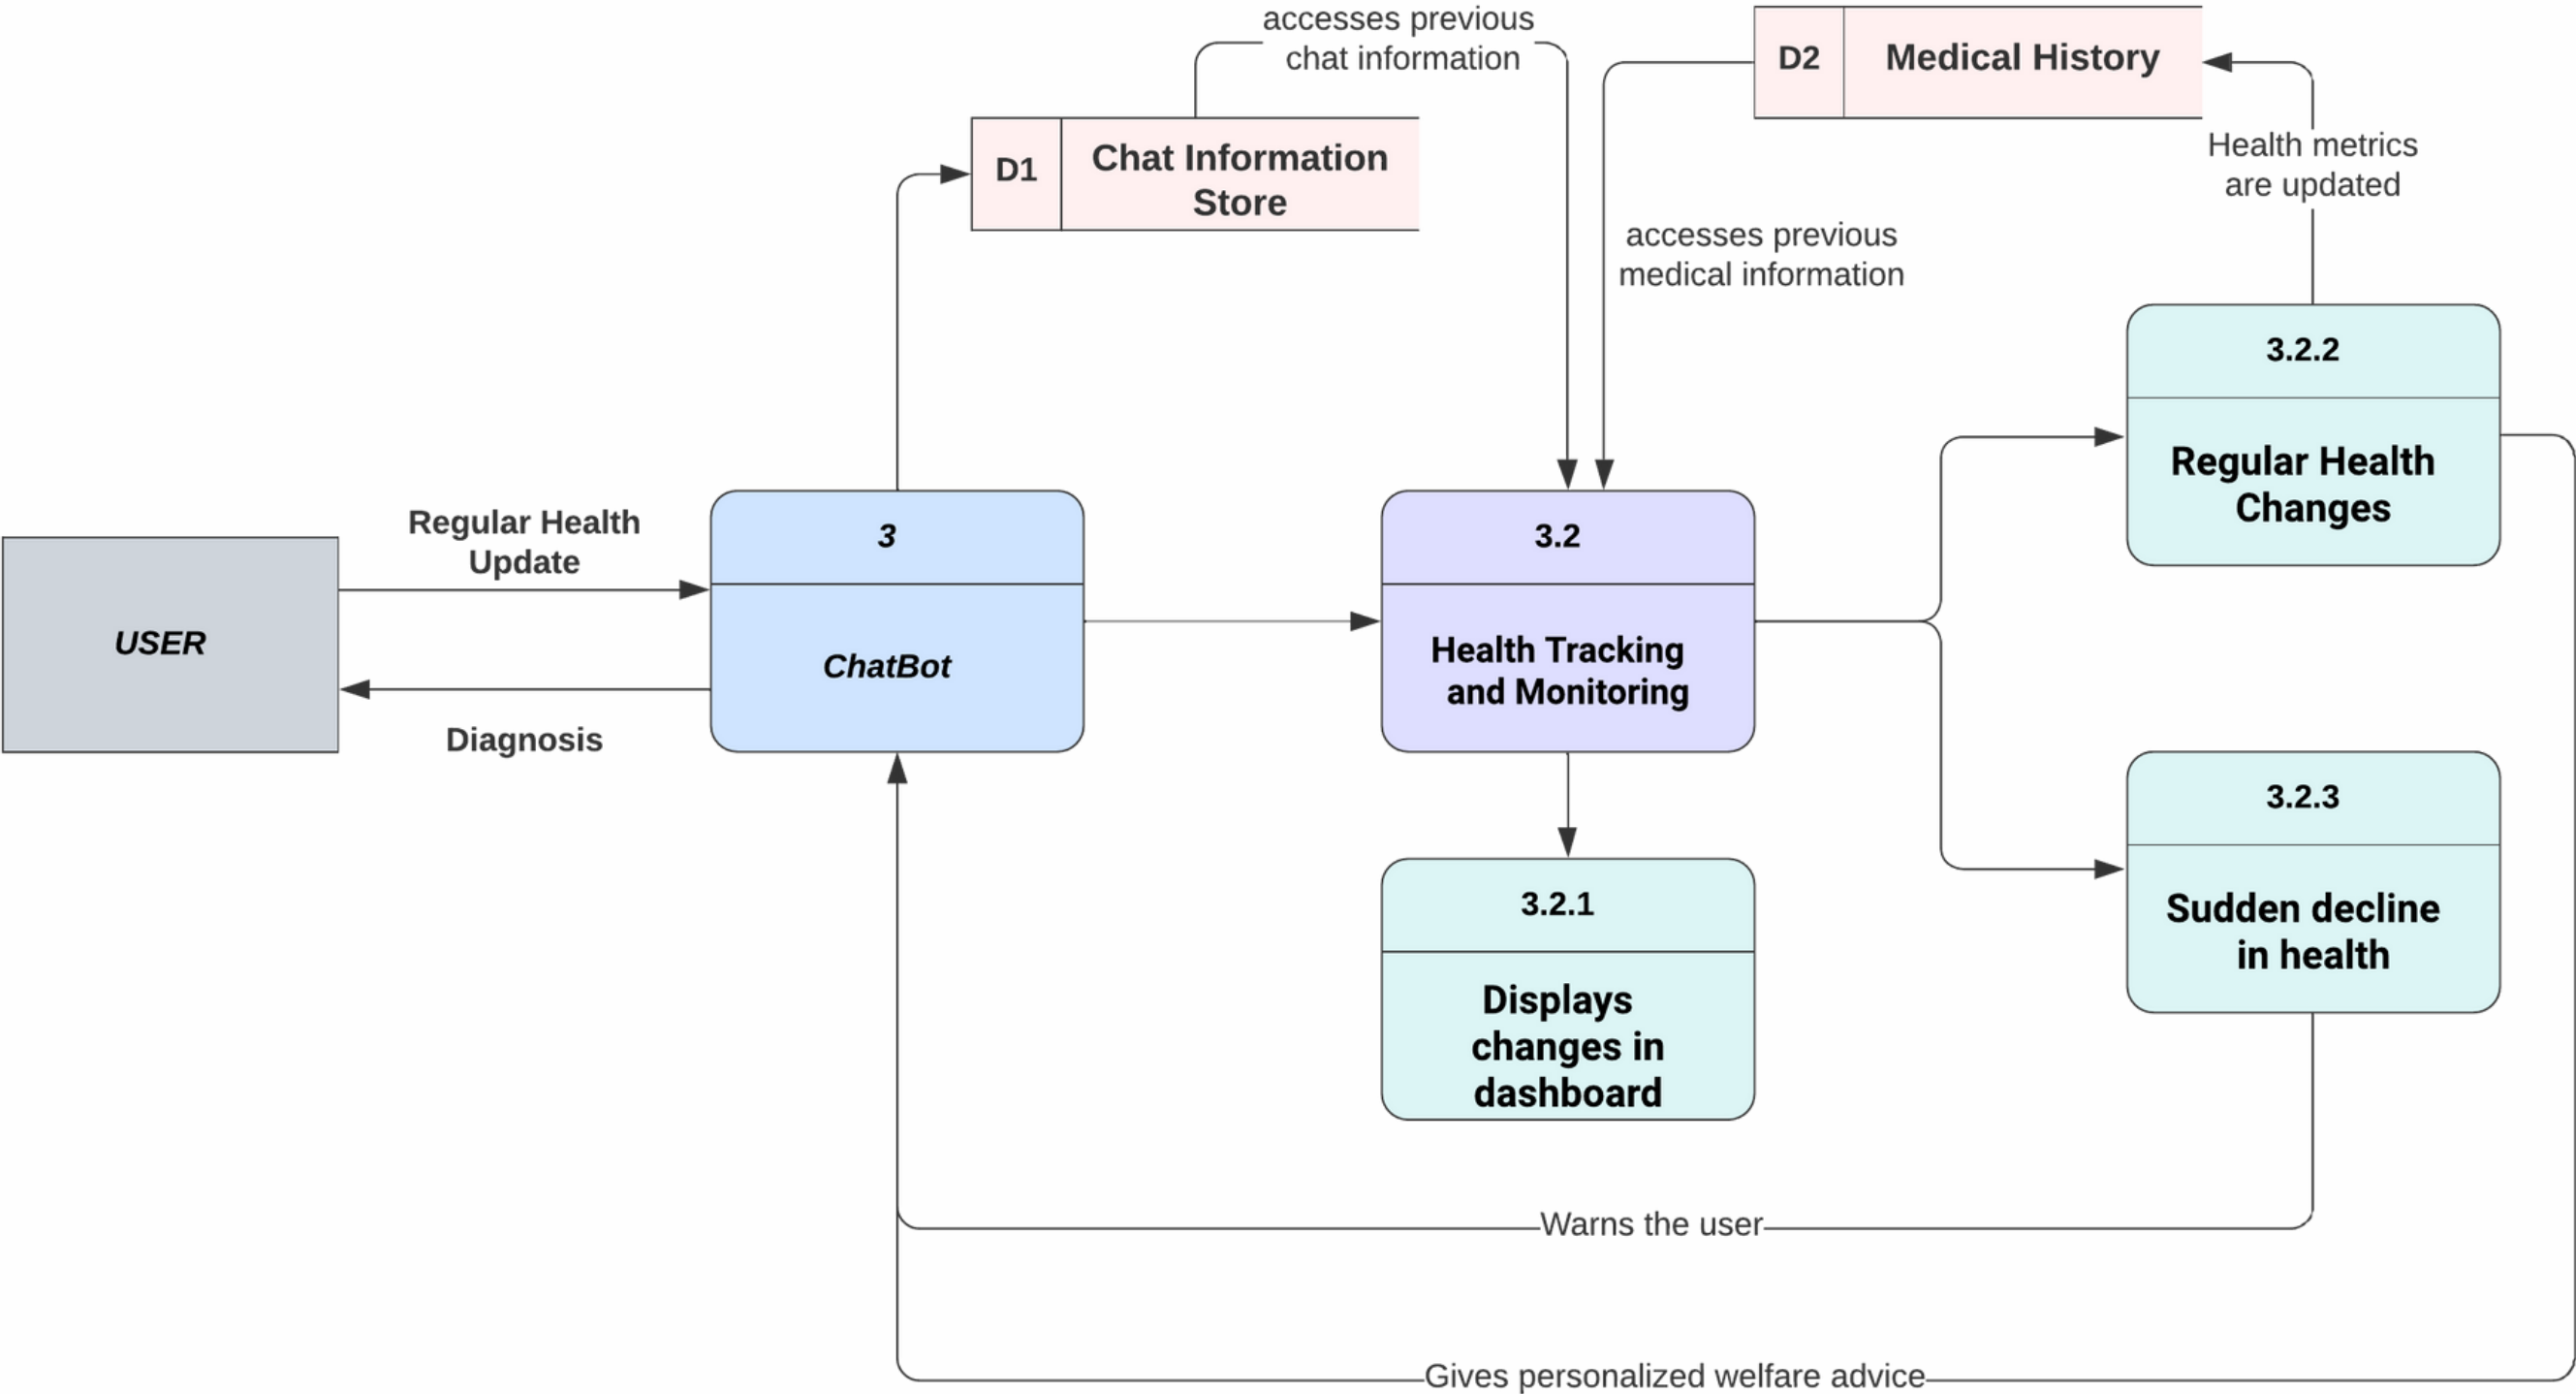 accesses previous
chat information
D2
Medical History
D1
Chat Information
Store
Health metrics
are updated
accesses previous
medical information
3.2.2
Regular Health
Changes
Regular Health
Update
USER
Diagnosis
3
ChatBot
3.2
Health Tracking
and Monitoring
3.2.3
Sudden decline
in health
3.2.1
Displays
changes in
dashboard
Warns the user
Gives personalized welfare advice